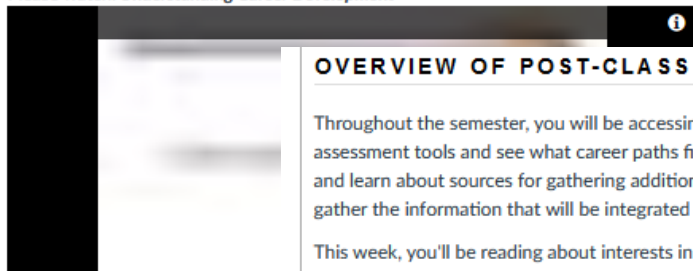 OVERVIEW OF POST-CLASS
Throughout the semester, you will be accessin
assessment tools and see what career paths fi
and learn about sources for gathering addition
gather the information that will be integrated
This week, you'll be reading about interests in